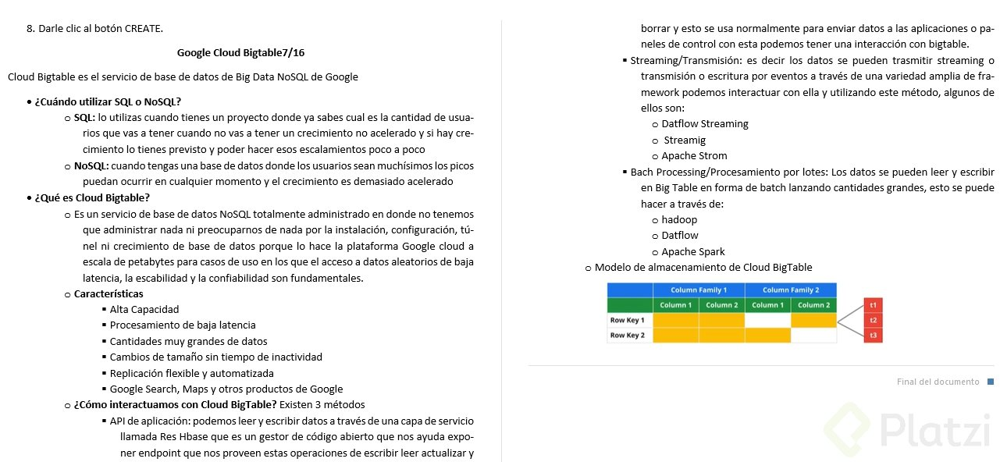 8. Darle clic al botón CREATE.
Google Cloud Bigtable7/16
Cloud Bigtable es el servicio de base de datos de Big Data NoSQL de Google
• ¿Cuándo utilizar SQL o NoSQL?
o SQL: lo utilizas cuando tienes un proyecto donde ya sabes cual es la cantidad de usua-
rios que vas a tener cuando no vas a tener un crecimiento no acelerado y si hay cre-
cimiento lo tienes previsto y poder hacer esos escalamientos poco a poco
o NoSQL: cuando tengas una base de datos donde los usuarios sean muchísimos los picos
puedan ocurrir en cualquier momento y el crecimiento es demasiado acelerado
• ¿Qué es Cloud Bigtable?
o Es un servicio de base de datos NoSQL totalmente administrado en donde no tenemos
que administrar nada ni preocuparnos de nada por la instalación, configuración, tú-
nel ni crecimiento de base de datos porque lo hace la plataforma Google cloud a
escala de petabytes para casos de uso en los que el acceso a datos aleatorios de baja
latencia, la escabilidad y la confiabilidad son fundamentales.
o Características
▪ Alta Capacidad
▪ Procesamiento de baja latencia
▪ Cantidades muy grandes de datos
▪ Cambios de tamaño sin tiempo de inactividad
▪ Replicación flexible y automatizada
▪ Google Search, Maps y otros productos de Google
o ¿Cómo interactuamos con Cloud BigTable? Existen 3 métodos
▪ API de aplicación: podemos leer y escribir datos a través de una capa de servicio
llamada Res Hbase que es un gestor de código abierto que nos ayuda expo-
ner endpoint que nos proveen estas operaciones de escribir leer actualizar y
borrar y esto se usa normalmente para enviar datos a las aplicaciones o pa-
neles de control con esta podemos tener una interacción con bigtable.
▪ Streaming/Transmisión: es decir los datos se pueden trasmitir streaming o
transmisión o escritura por eventos a través de una variedad amplia de fra-
mework podemos interactuar con ella y utilizando este método, algunos de
ellos son:
o Datflow Streaming
o Streamig
o Apache Strom
▪ Bach Processing/Procesamiento por lotes: Los datos se pueden leer y escribir
en Big Table en forma de batch lanzando cantidades grandes, esto se puede
hacer a través de:
o hadoop
o Datflow
o Apache Spark
o Modelo de almacenamiento de Cloud BigTable
Column Family 1 Column Family 2
Column 1 Column 2 Column 1 Column 2 t1
Row Key 1 t2
Row Key 2 t3
Final del documento
Platzi